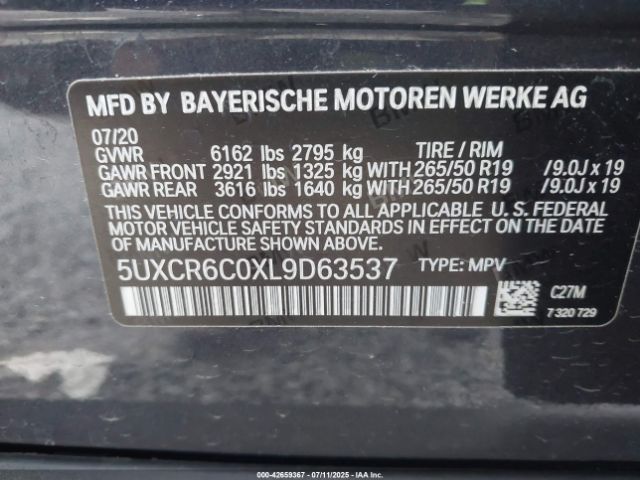 MFD BY BAYERISCHE MOTOREN WERKE AG
07/20
GVWR 6162 lbs 2795 kg TIRE / RIM
GAWR FRONT 2921 lbs 1325 kg WITH 265/50 R19 /9.0J x 19
GAWR REAR 3616 lbs 1640 kg WITH 265/50 R19 /9.0J x 19
THIS VEHICLE CONFORMS TO ALL APPLICABLE U. S. FEDERAL
MOTOR VEHICLE SAFETY STANDARDS IN EFFECT ON THE DATE
OF MANUFACTURE SHOWN ABOVE.
5UXCR6C0XL9D63537 TYPE: MPV
C27M
7 320 729
000-42659367 - 07/11/2025 - IAAI.COM